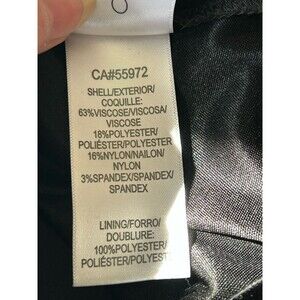 CA#55972
SHELL/EXTERIOR/
COQUILLE:
63%VISCOSE/VISCOSA/
VISCOSE
18%POLYESTER/
POLIÉSTER/POLYESTER
16%NYLON/NAILON/
NYLON
3%SPANDEX/SPANDEX/
SPANDEX
LINING/FORRO/
DOUBLURE:
100%POLYESTER/
POLIÉSTER/POLYESTER